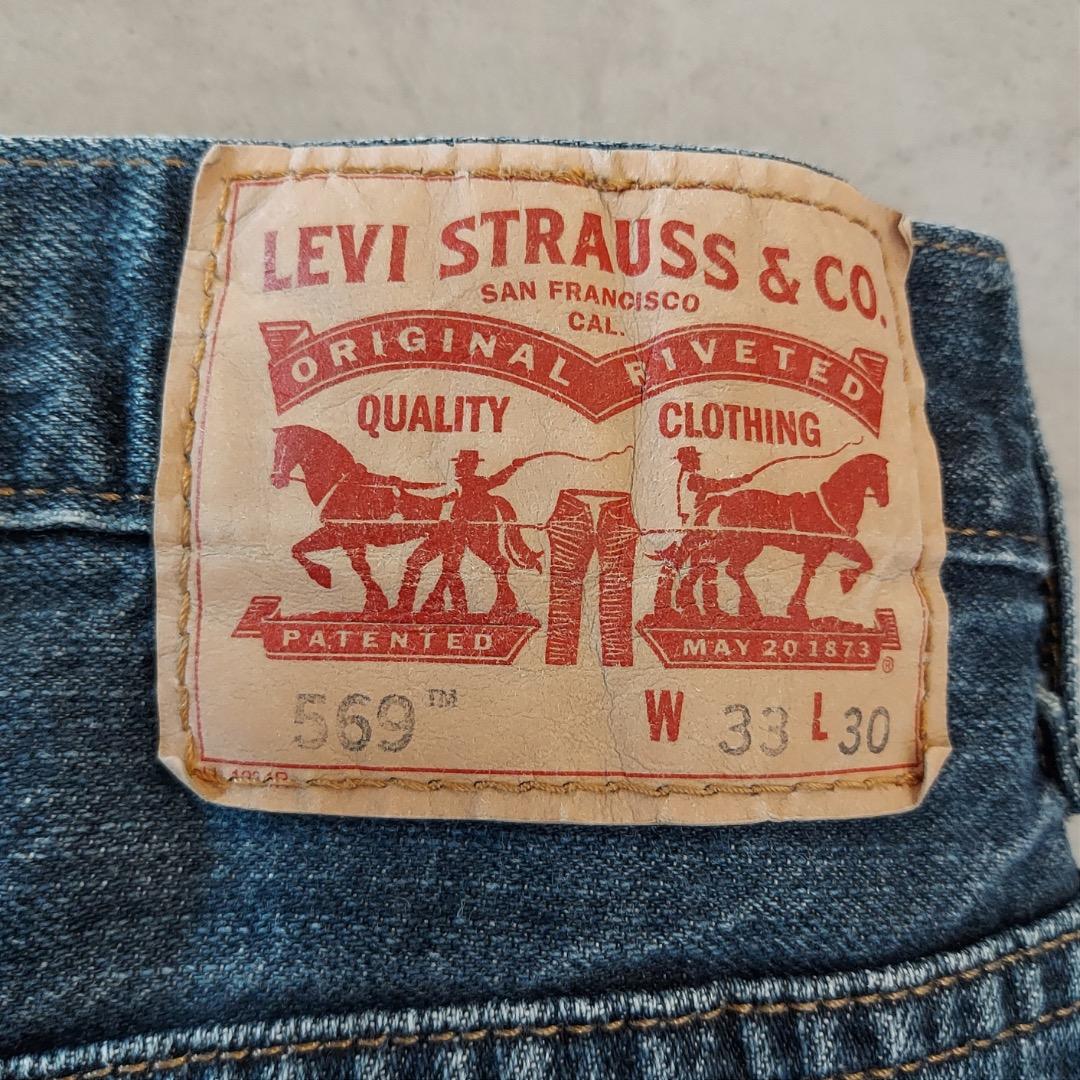 LEVI STRAUSS & CO.
SAN FRANCISCO
CAL.
ORIGINAL RIVETED
QUALITY CLOTHING
PATENTED MAY 20 1873 ®
569™ W 33 L 30